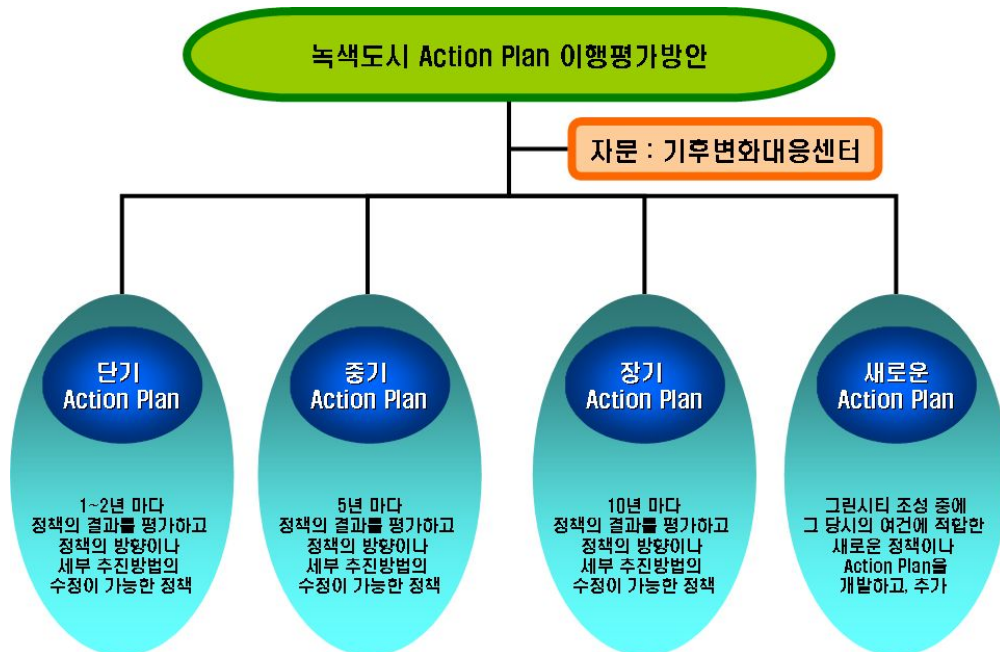 녹색도시 Action Plan 이행평가방안
자문 : 기후변화대응센터
단기
Action Plan
1~2년 마다
정책의 결과를 평가하고
정책의 방향이나
세부 추진방법의
수정이 가능한 정책
중기
Action Plan
5년 마다
정책의 결과를 평가하고
정책의 방향이나
세부 추진방법의
수정이 가능한 정책
장기
Action Plan
10년 마다
정책의 결과를 평가하고
정책의 방향이나
세부 추진방법의
수정이 가능한 정책
새로운
Action Plan
그린시티 조성 중에
그 당시의 여건에 적합한
새로운 정책이나
Action Plan을
개발하고, 추가